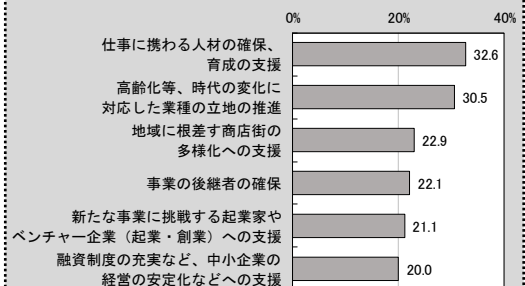 0% 20% 40%
仕事に携わる人材の確保、
育成の支援
32.6
高齢化等、時代の変化に
対応した業種の立地の推進
30.5
地域に根差す商店街の
多様化への支援
22.9
事業の後継者の確保
22.1
新たな事業に挑戦する起業家や
ベンチャー企業（起業・創業）への支援
21.1
融資制度の充実など、中小企業の
経営の安定化などへの支援
20.0